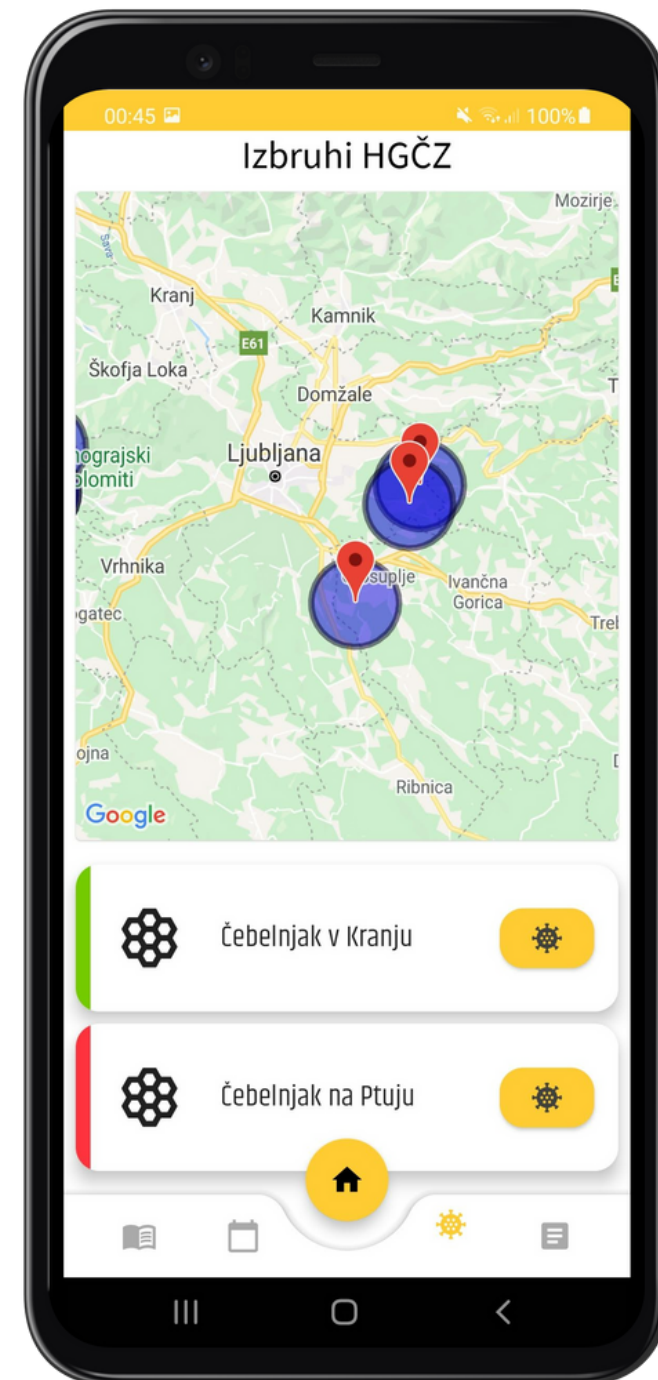 00:45
100%
Izbruhi HGČZ
Mozirje
Sava
Kranj
Kamnik
E61
Škofja Loka
Domžale
Ljubljana
Vrhnika
Ivančna
Gorica
Ribnica
Google
Čebelnjak v Kranju
Čebelnjak na Ptuju